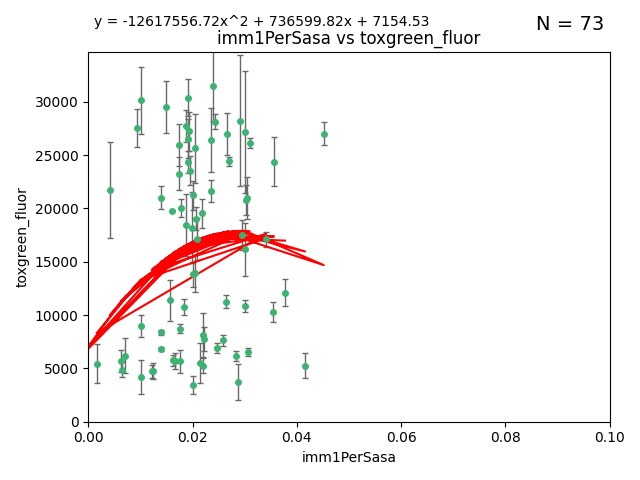 y = -12617556.72x^2 + 736599.82x + 7154.53
N = 73
imm1PerSasa vs toxgreen_fluor
30000
25000
20000
15000
10000
5000
0
toxgreen_fluor
0.00 0.02 0.04 0.06 0.08 0.10
imm1PerSasa